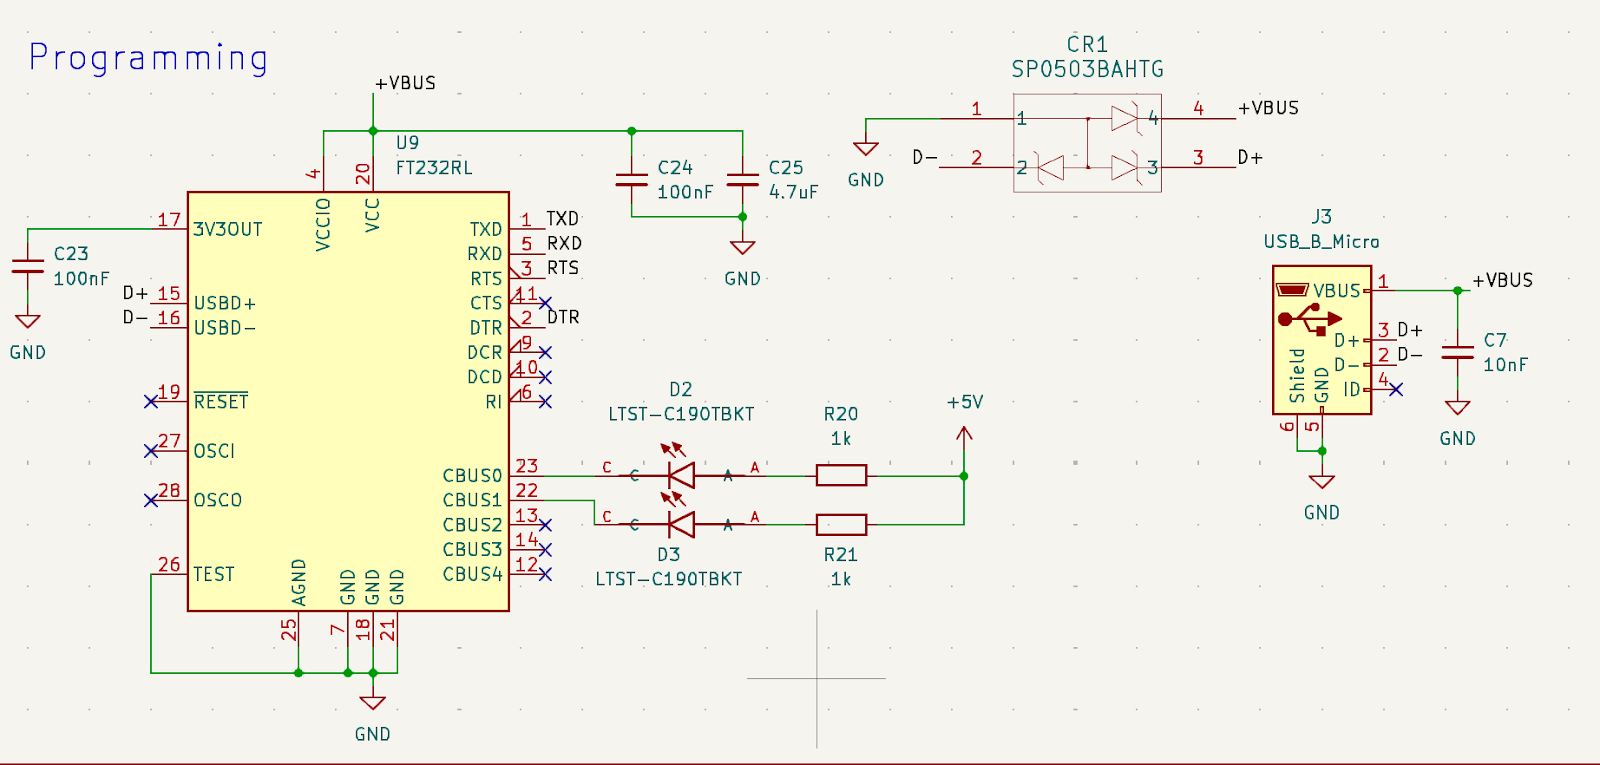 Programming
+VBUS
U9
FT232RL
4
20
VCCIO
VCC
17
3V3OUT
C23
100nF
GND
D+
15
USBD+
D-
16
USBD-
19
RESET
27
OSCI
28
OSCO
26
TEST
AGND
GND
GND
GND
25
7
18
21
GND
TXD
1
TXD
RXD
5
RXD
RTS
3
RTS
CTS
11
DTR
2
DTR
DCR
9
DCD
10
RI
6
CBUS0
23
CBUS1
22
CBUS2
13
CBUS3
14
CBUS4
12
C24
100nF
C25
4.7uF
GND
D2
LTST-C190TBKT
C
C
A
A
R20
1k
+5V
C
C
A
A
D3
LTST-C190TBKT
R21
1k
CR1
SP0503BAHTG
1
1
4
4
+VBUS
GND
D-
2
2
3
3
D+
J3
USB_B_Micro
VBUS
1
+VBUS
D+
3
D+
D-
2
D-
ID
4
Shield
GND
6
5
GND
C7
10nF
GND